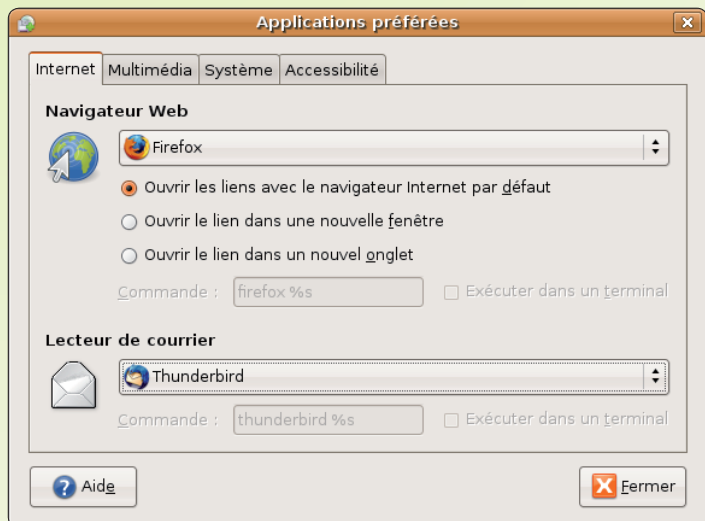 Applications préférées
Internet Multimédia Système Accessibilité
Navigateur Web
Firefox
Ouvrir les liens avec le navigateur Internet par défaut
Ouvrir le lien dans une nouvelle fenêtre
Ouvrir le lien dans un nouvel onglet
Commande : firefox %s Exécuter dans un terminal
Lecteur de courrier
Thunderbird
Commande : thunderbird %s Exécuter dans un terminal
Aide Fermer